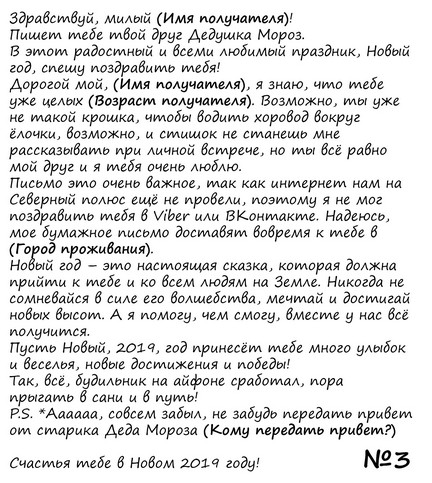 Здравствуй, милый (Имя получателя)!
Пишет тебе твой друг Дедушка Мороз.
В этот радостный и всеми любимый праздник, Новый
год, спешу поздравить тебя!
Дорогой мой, (Имя получателя), я знаю, что тебе
уже целых (Возраст получателя). Возможно, ты уже
не такой крошка, чтобы водить хоровод вокруг
ёлочки, возможно, и стишок не станешь мне
рассказывать при личной встрече, но ты всё равно
мой друг и я тебя очень люблю.
Письмо это очень важное, так как интернет нам на
Северный полюс ещё не провели, поэтому я не мог
поздравить тебя в Viber или ВКонтакте. Надеюсь,
мое бумажное письмо доставят вовремя к тебе в
(Город проживания).
Новый год – это настоящая сказка, которая должна
прийти к тебе и ко всем людям на Земле. Никогда не
сомневайся в силе его волшебства, мечтай и достигай
новых высот. А я помогу, чем смогу, вместе у нас всё
получится.
Пусть Новый, 2019, год принесёт тебе много улыбок
и веселья, новые достижения и победы!
Так, всё, будильник на айфоне сработал, пора
прыгать в сани и в путь!
P.S. *Аааааа, совсем забыл, не забудь передать привет
от старика Деда Мороза (Кому передать привет?)
Счастья тебе в Новом 2019 году! №3